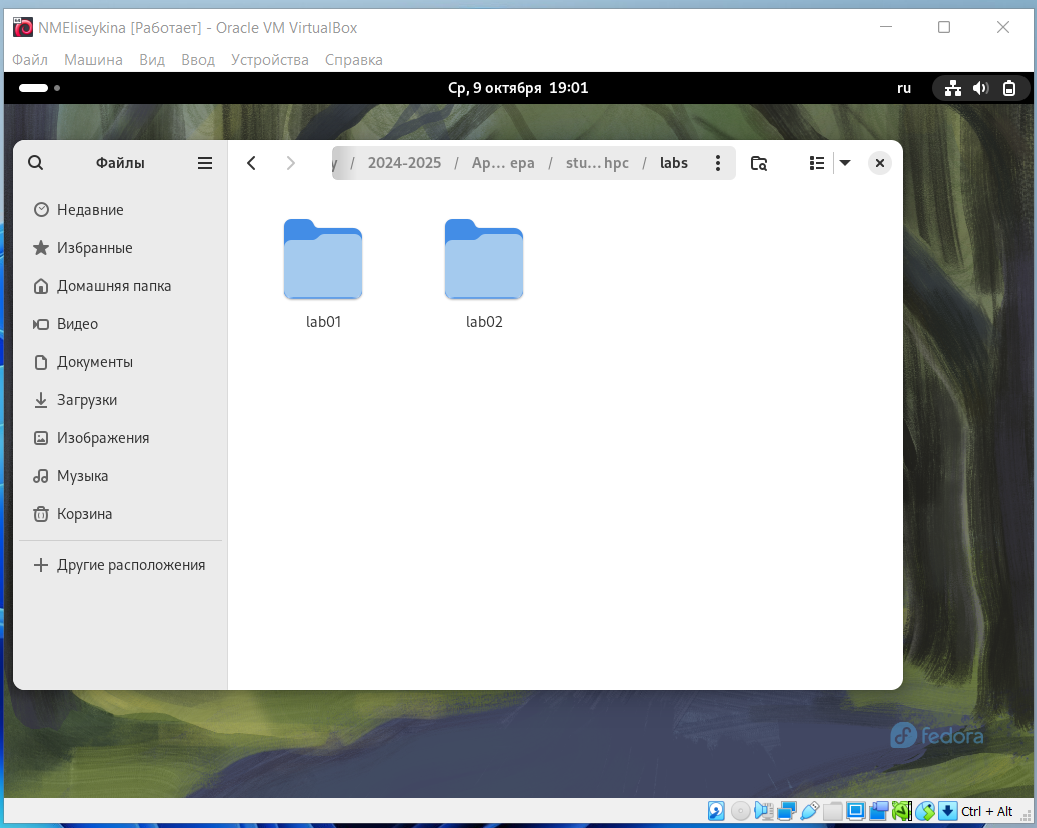 NMEliseykina [Работает] - Oracle VM VirtualBox
Файл Машина Вид Ввод Устройства Справка
Ср, 9 октября 19:01 ru
Файлы
y / 2024-2025 / Ар… ера / stu…hpc / labs
Недавние
Избранные
Домашняя папка
Видео
Документы
Загрузки
Изображения
Музыка
Корзина
Другие расположения
lab01 lab02
fedora
Ctrl + Alt